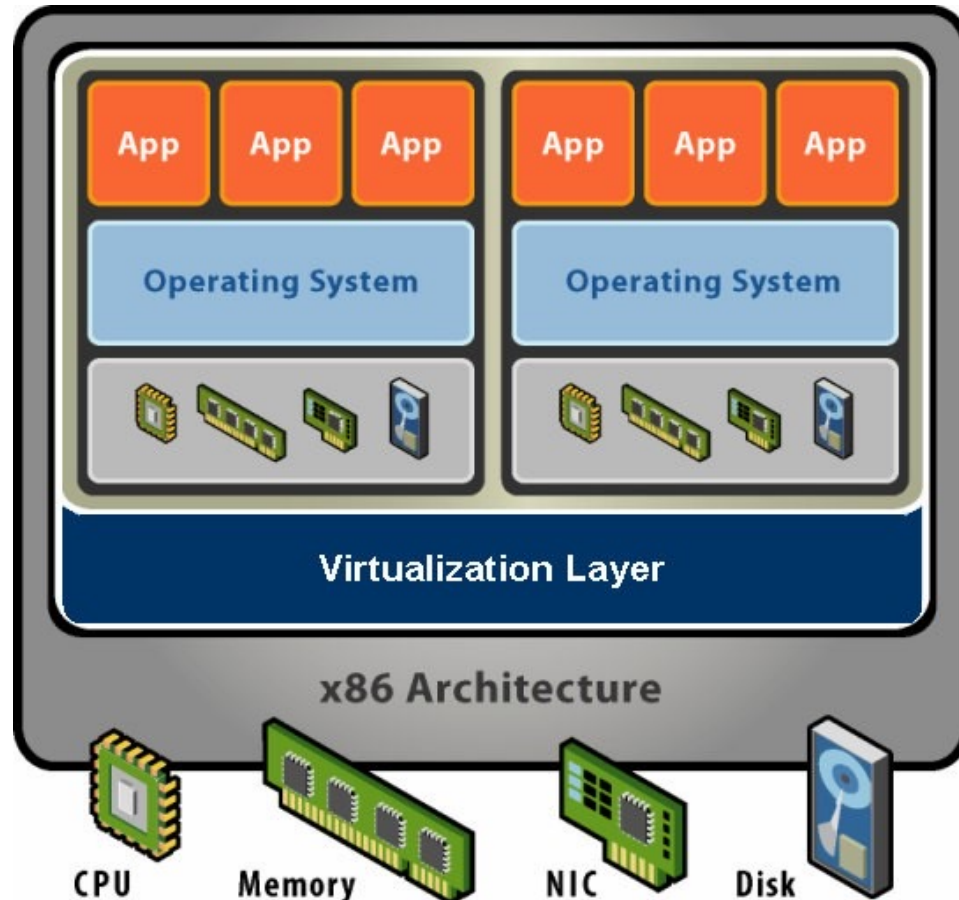 App App App App App App
Operating System Operating System
Virtualization Layer
x86 Architecture
CPU Memory NIC Disk